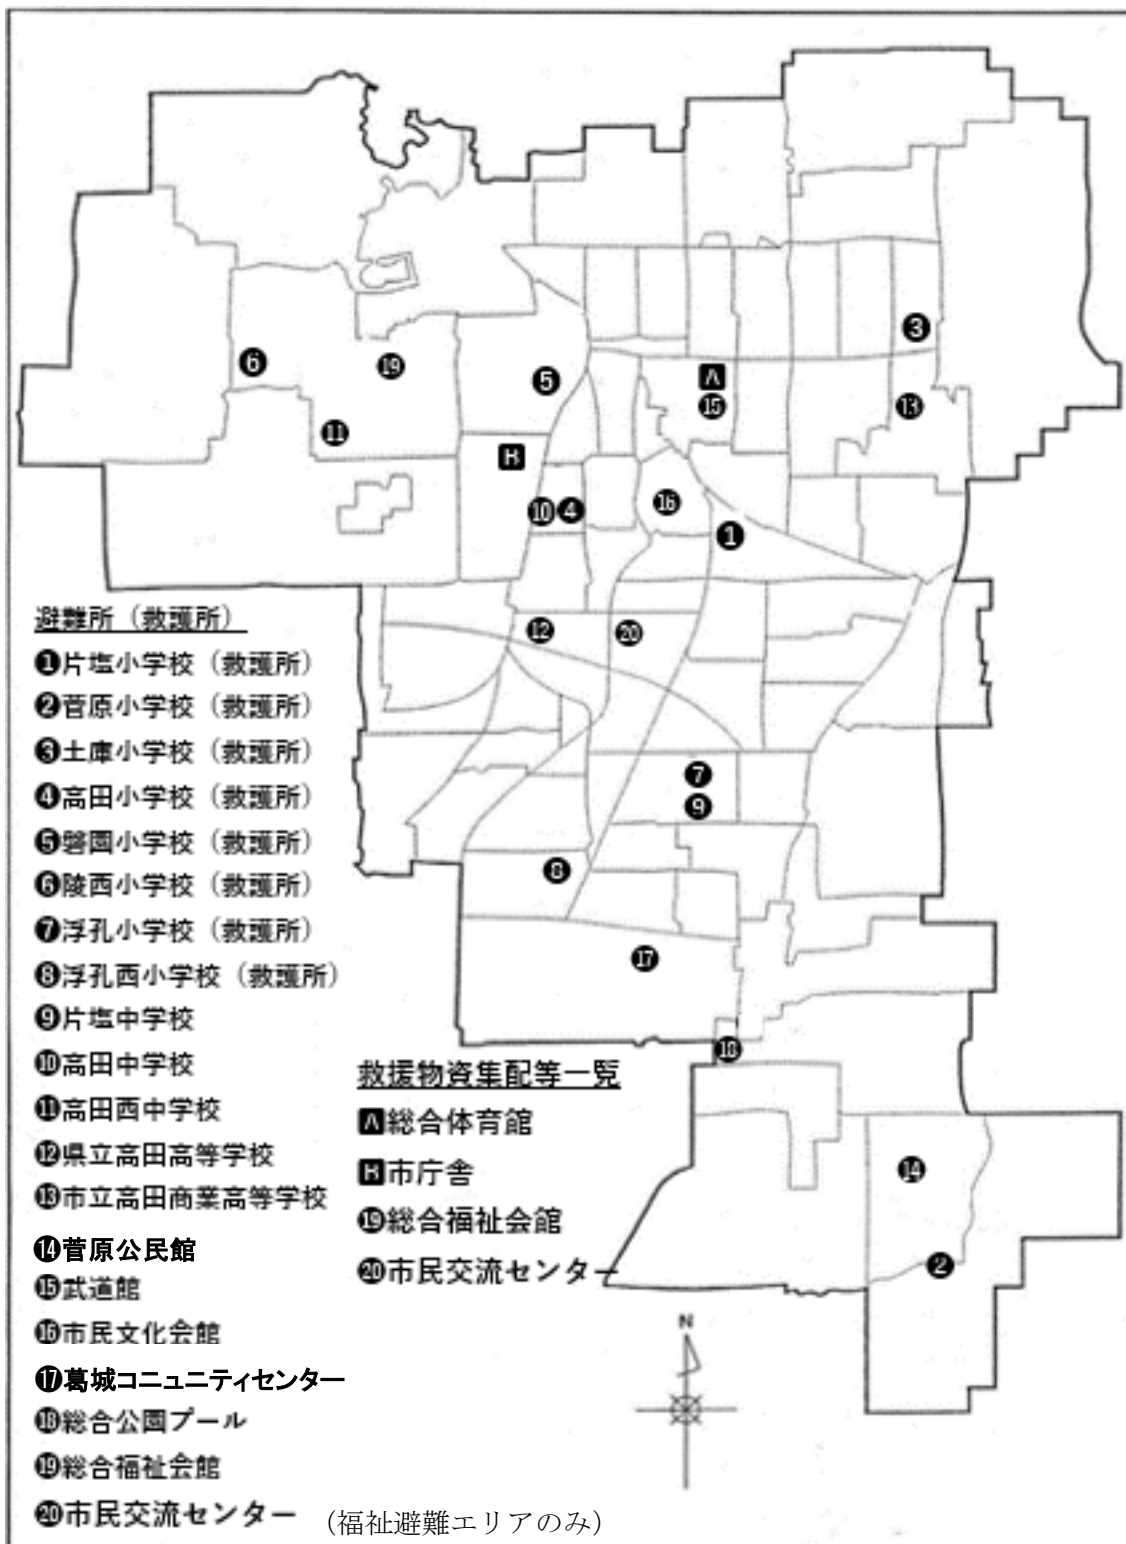 ❸
❻
⓳
A
❺
⓯
⓭
⓫
B
⓰
❿❹
❶
⓬
⓴
❼
❾
❽
⓱
⓲
⓮
❷
避難所（救護所）
❶片塩小学校（救護所）
❷菅原小学校（救護所）
❸土庫小学校（救護所）
❹高田小学校（救護所）
❺磐園小学校（救護所）
❻陵西小学校（救護所）
❼浮孔小学校（救護所）
❽浮孔西小学校（救護所）
❾片塩中学校
❿高田中学校
⓫高田西中学校
⓬県立高田高等学校
⓭市立高田商業高等学校
⓮菅原公民館
⓯武道館
⓰市民文化会館
⓱葛城コニュニティセンター
⓲総合公園プール
⓳総合福祉会館
⓴市民交流センター （福祉避難エリアのみ）
救援物資集配等一覧
A総合体育館
B市庁舎
⓳総合福祉会館
⓴市民交流センター
N